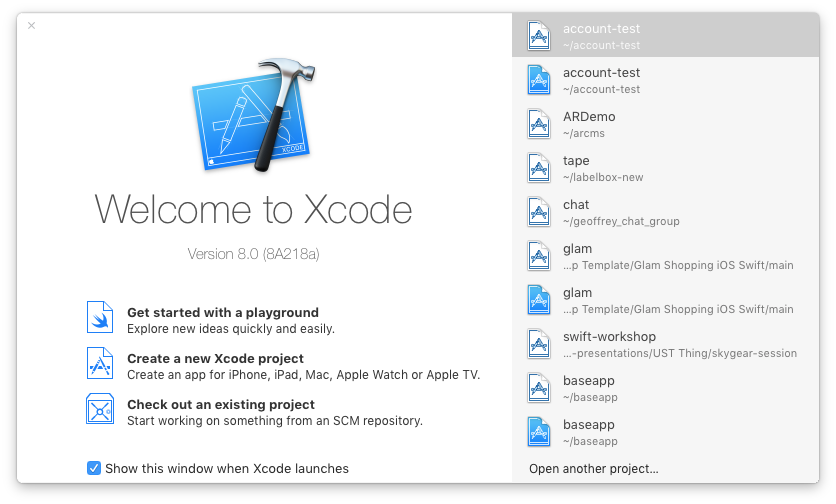 XCODE
Welcome to Xcode
Version 8.0 (8A218a)
Get started with a playground
Explore new ideas quickly and easily.
Create a new Xcode project
Create an app for iPhone, iPad, Mac, Apple Watch or Apple TV.
Check out an existing project
Start working on something from an SCM repository.
Show this window when Xcode launches
account-test
~/account-test
account-test
~/account-test
ARDemo
~/arcms
tape
~/labelbox-new
chat
~/geoffrey_chat_group
glam
...p Template/Glam Shopping iOS Swift/main
glam
...p Template/Glam Shopping iOS Swift/main
swift-workshop
...-presentations/UST Thing/skygear-session
baseapp
~/baseapp
baseapp
~/baseapp
Open another project...